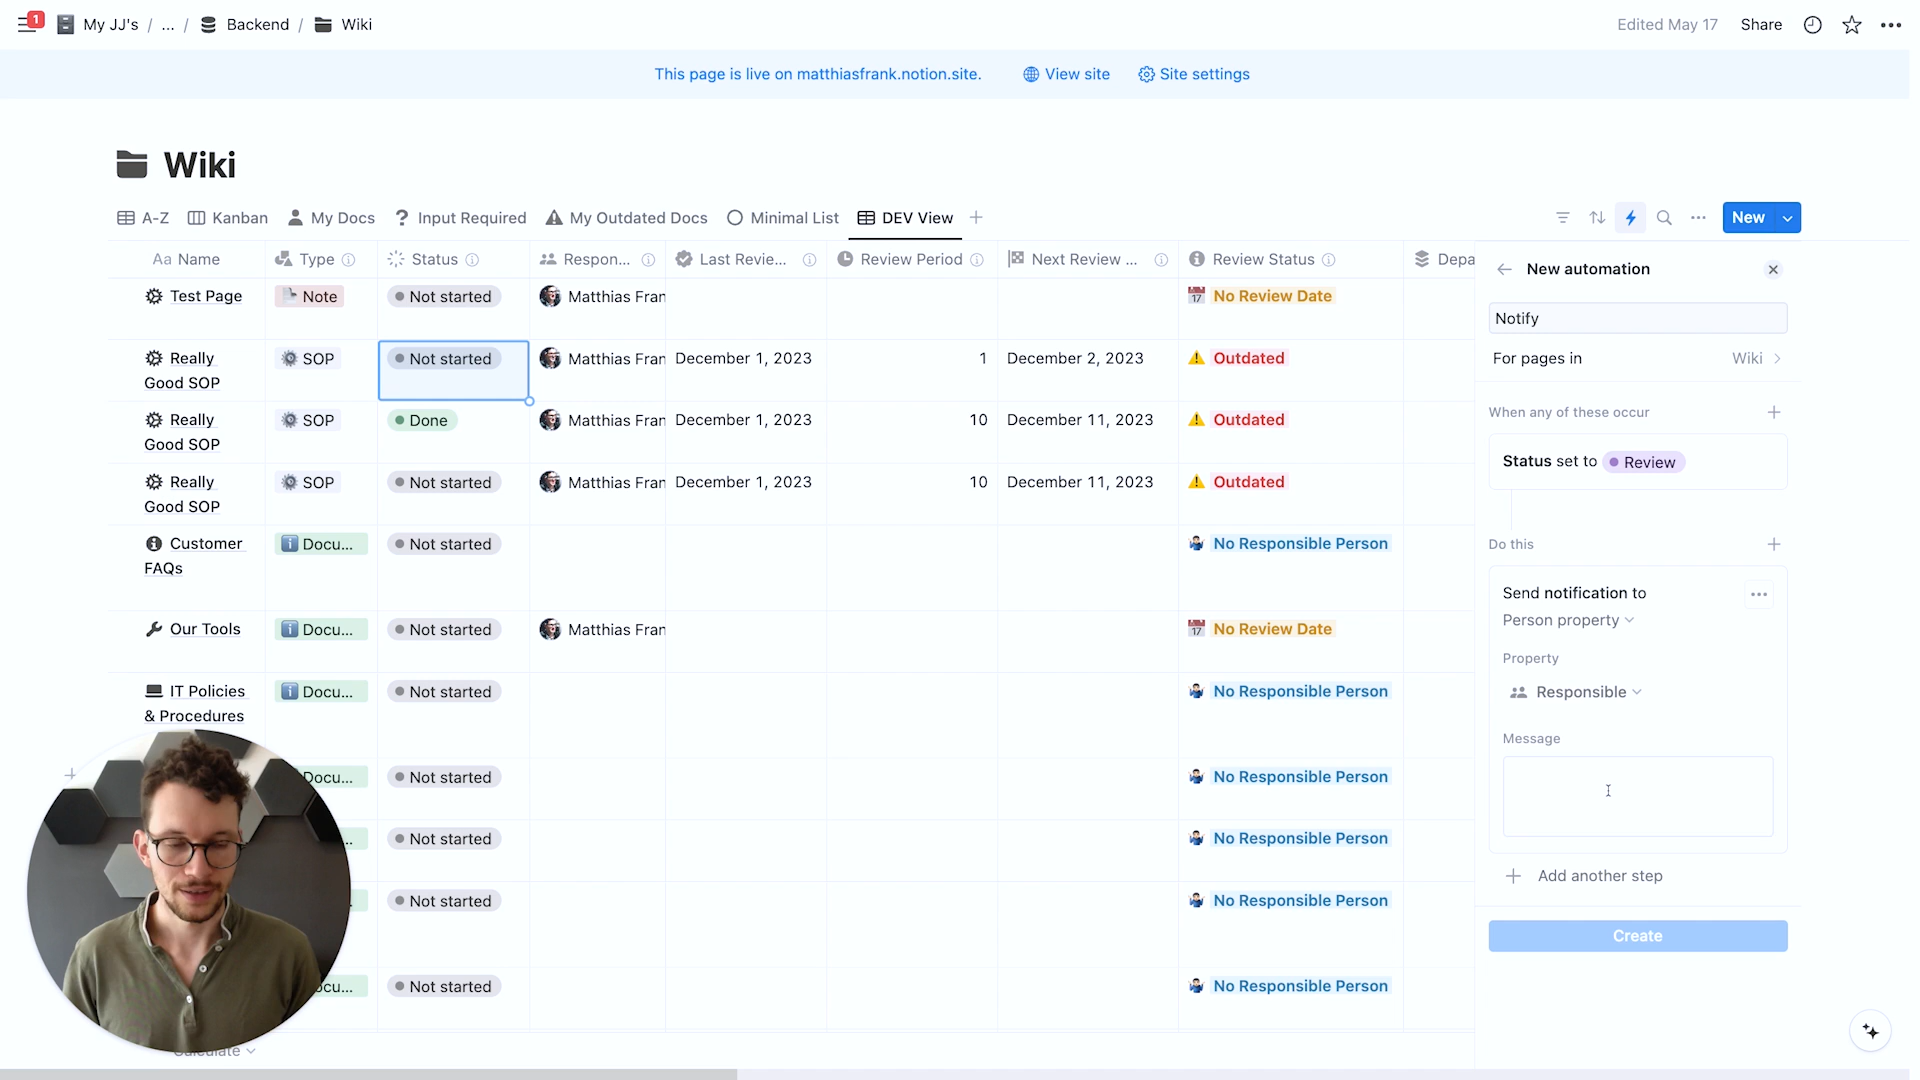 1
My JJ's / ... / Backend / Wiki
Edited May 17
Share
This page is live on matthiasfrank.notion.site.
View site
Site settings
Wiki
A-Z
Kanban
My Docs
Input Required
My Outdated Docs
Minimal List
DEV View
New
Aa Name
Type
Status
Respon...
Last Revie...
Review Period
Next Review ...
Review Status
Depa
Test Page
Note
Not started
Matthias Fran
No Review Date
Really
Good SOP
SOP
Not started
Matthias Fran
December 1, 2023
1
December 2, 2023
Outdated
Really
Good SOP
SOP
Done
Matthias Fran
December 1, 2023
10
December 11, 2023
Outdated
Really
Good SOP
SOP
Not started
Matthias Fran
December 1, 2023
10
December 11, 2023
Outdated
Customer
FAQs
Docu...
Not started
No Responsible Person
Our Tools
Docu...
Not started
Matthias Fran
No Review Date
IT Policies
& Procedures
Docu...
Not started
No Responsible Person
Docu...
Not started
No Responsible Person
Not started
No Responsible Person
Not started
No Responsible Person
Not started
No Responsible Person
Calculate
New automation
Notify
For pages in
Wiki
When any of these occur
Status set to Review
Do this
Send notification to
Person property
Property
Responsible
Message
Add another step
Create